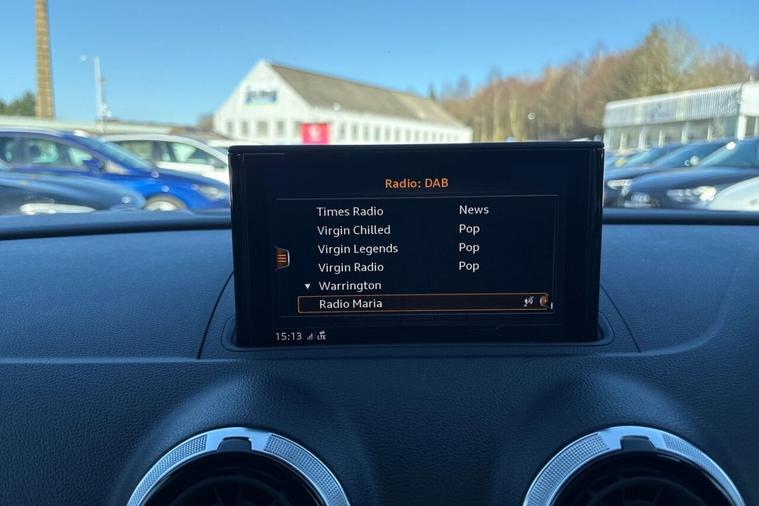 Radio: DAB
Times Radio News
Virgin Chilled Pop
Virgin Legends Pop
Virgin Radio Pop
▼ Warrington
Radio Maria
15:13 LTE